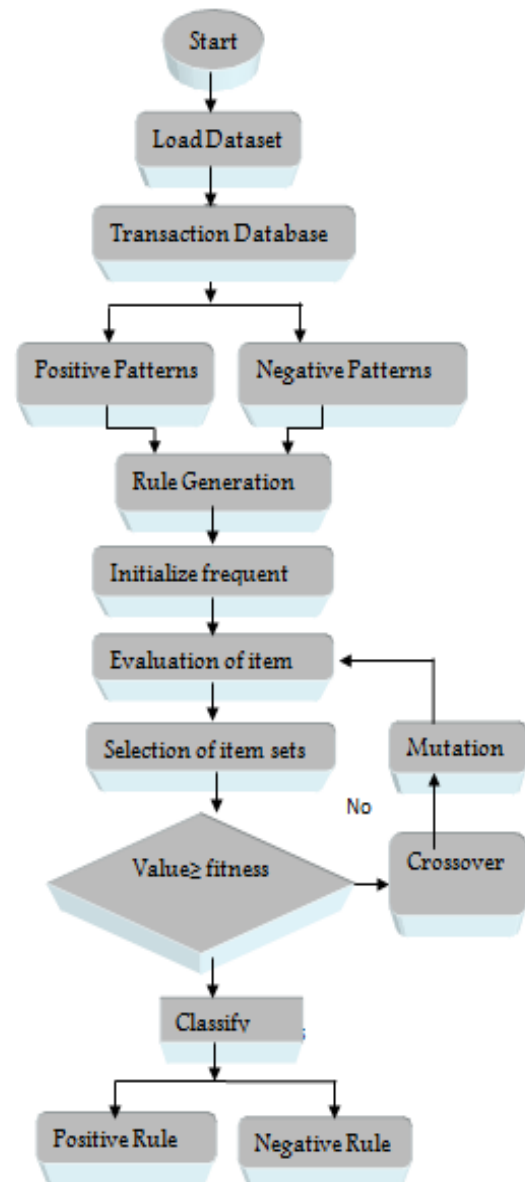 Start
Load Dataset
Transaction Database
Positive Patterns
Negative Patterns
Rule Generation
Initialize frequent
Evaluation of item
Selection of item sets
Mutation
No
Value≥ fitness
Crossover
Classify
Positive Rule
Negative Rule